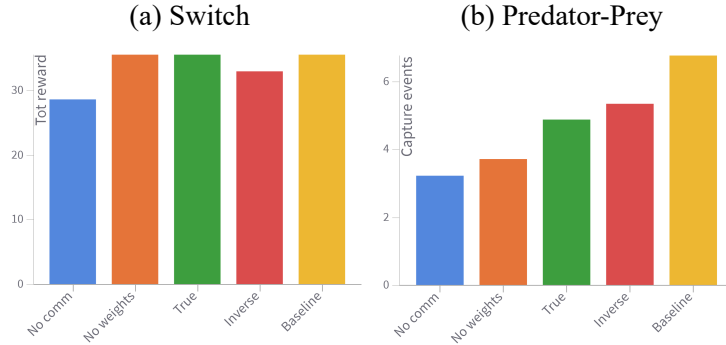 (a) Switch
Tot reward
30
20
10
0
No comm
No weights
True
Inverse
Baseline
(b) Predator-Prey
Capture events
6
4
2
0
No comm
No weights
True
Inverse
Baseline